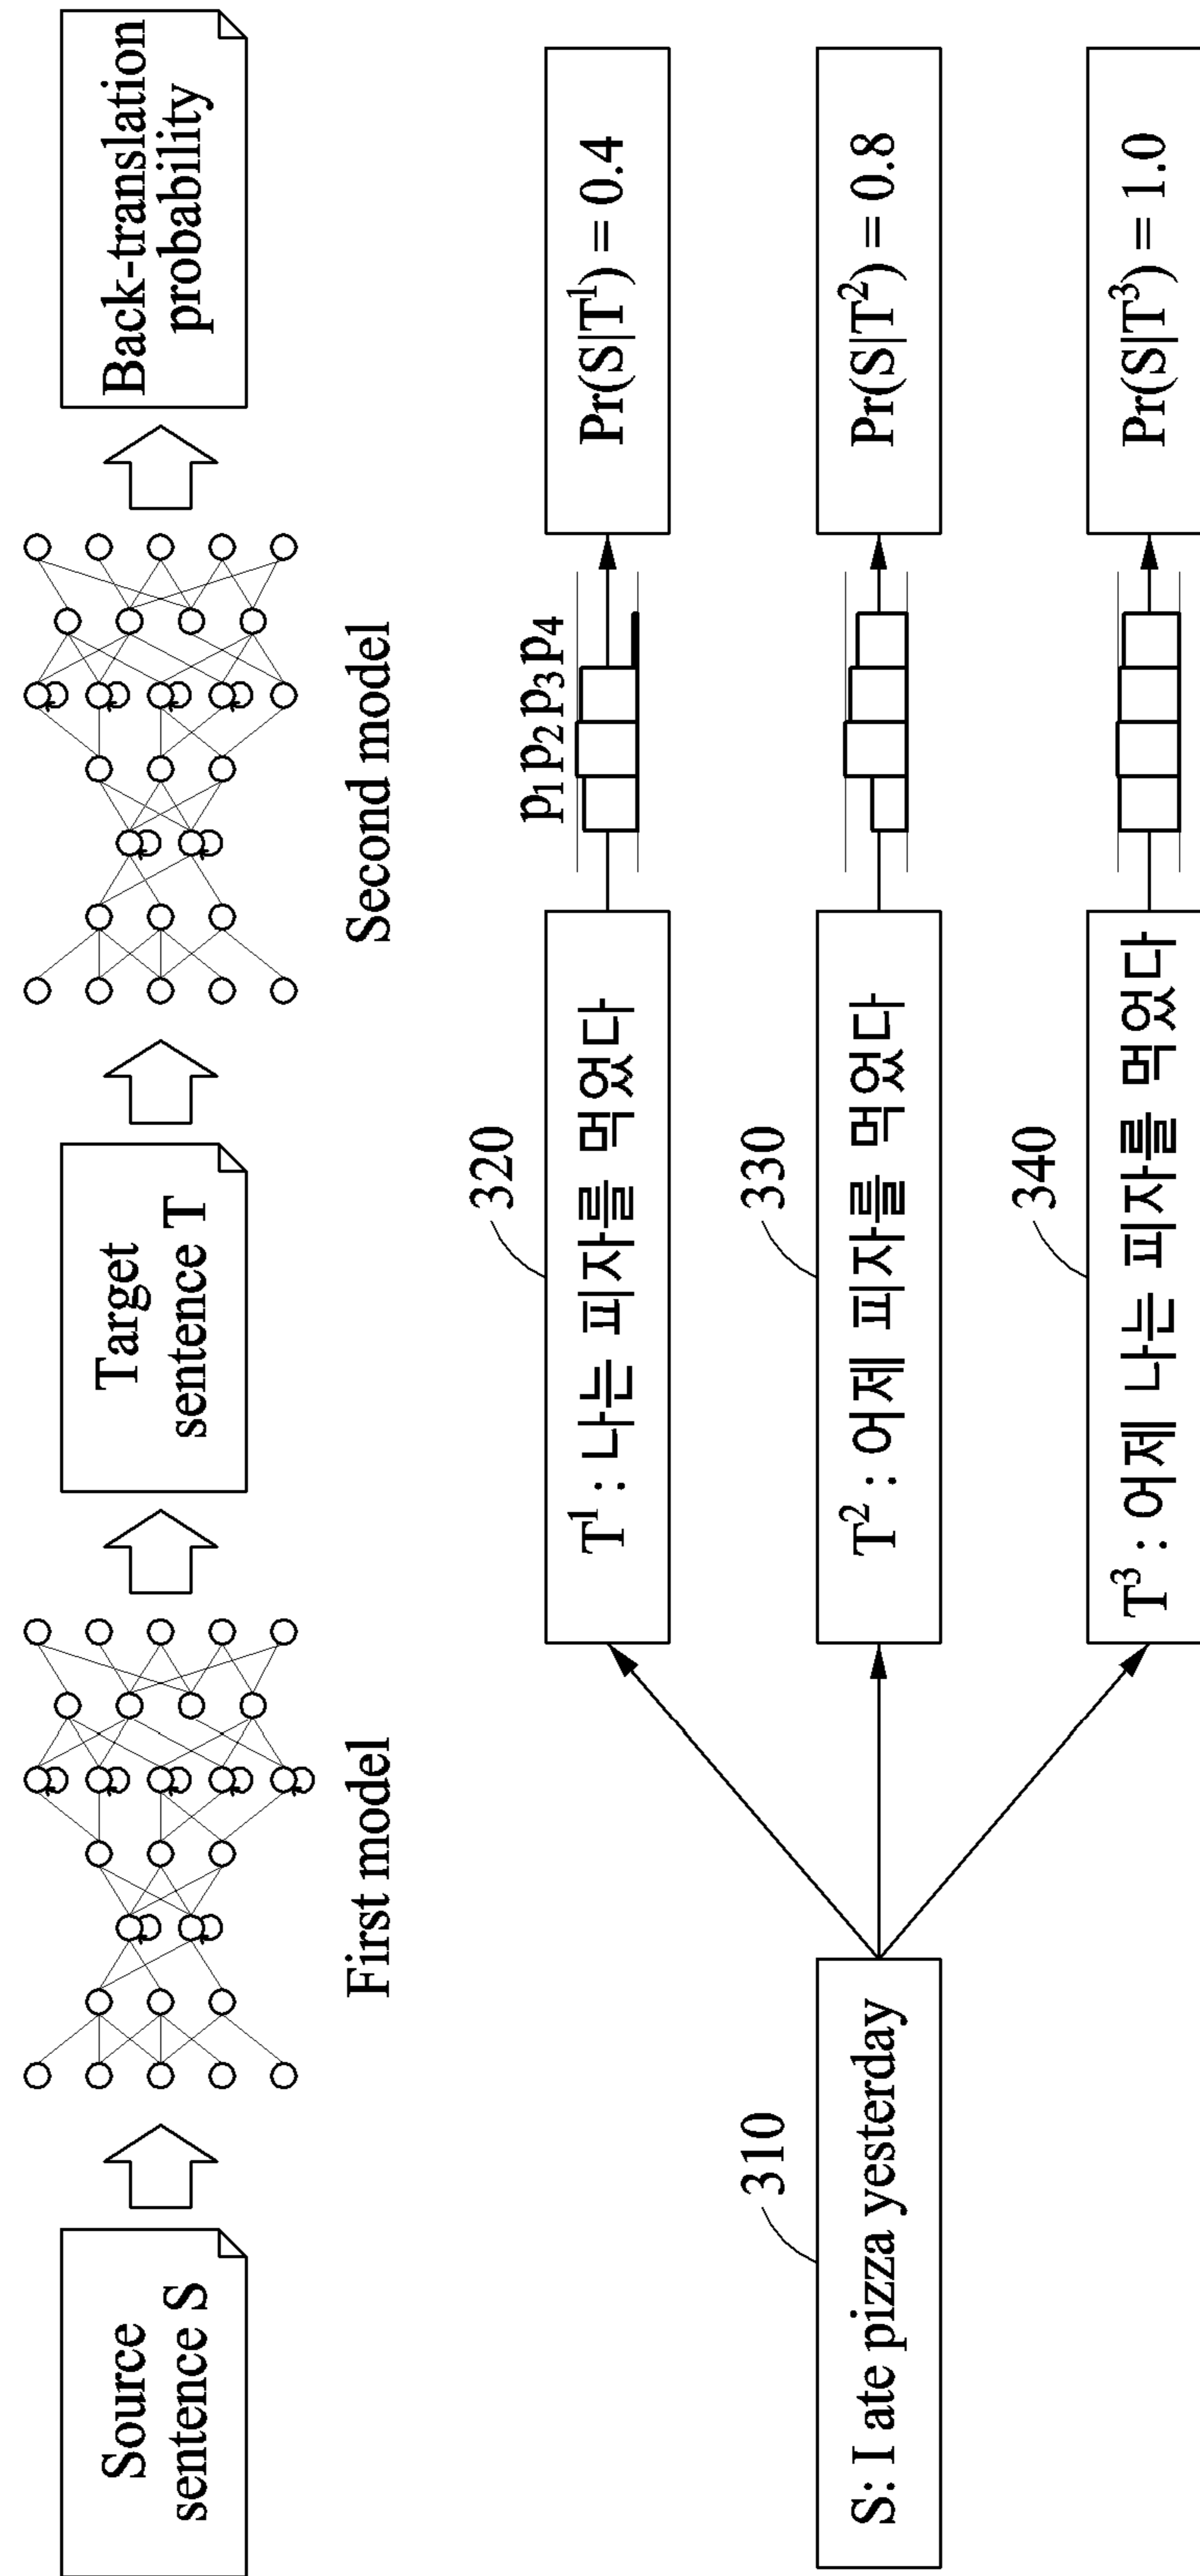 Source
sentence S
First model
Target
sentence T
Second model
Back-translation
probability
310
S: I ate pizza yesterday
320
T¹ : 나는 피자를 먹었다
p₁ p₂ p₃ p₄
Pr(S|T¹) = 0.4
330
T² : 어제 피자를 먹었다
Pr(S|T²) = 0.8
340
T³ : 어제 나는 피자를 먹었다
Pr(S|T³) = 1.0